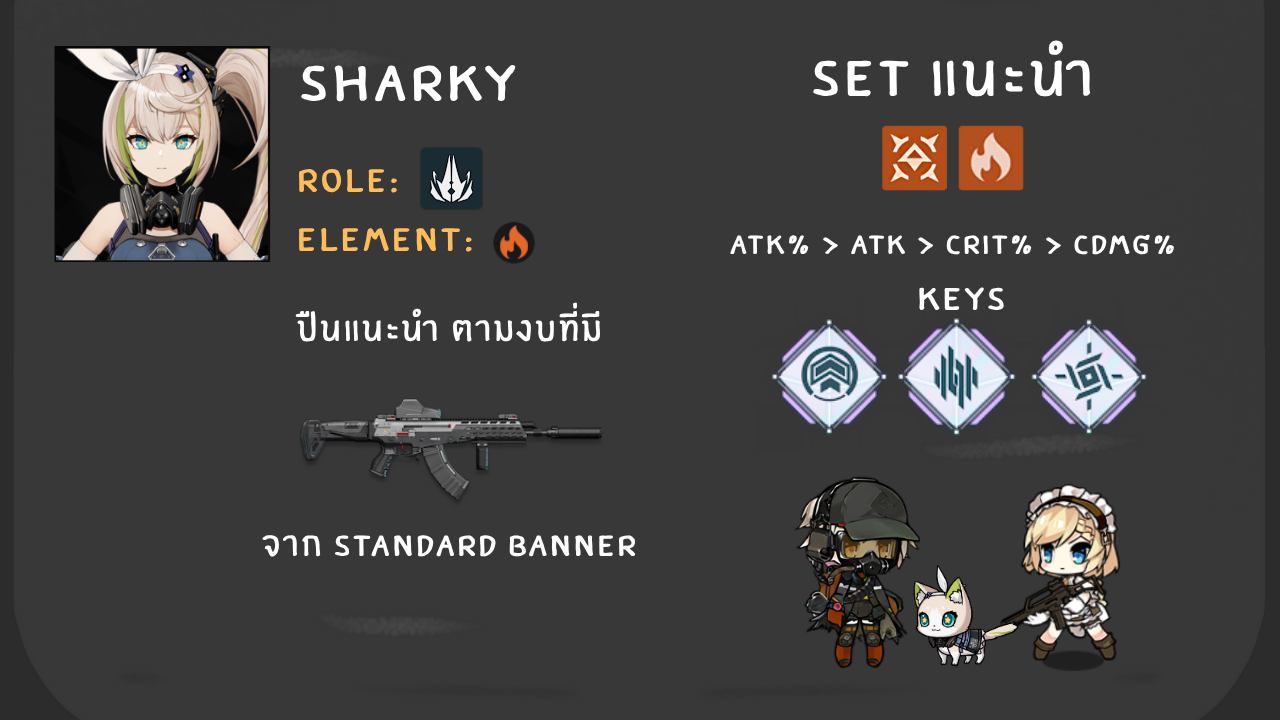 SHARKY
ROLE:
ELEMENT:
ปืนแนะนำ ตามงบที่มี
จาก STANDARD BANNER
SET แนะนำ
ATK% > ATK > CRIT% > CDMG%
KEYS